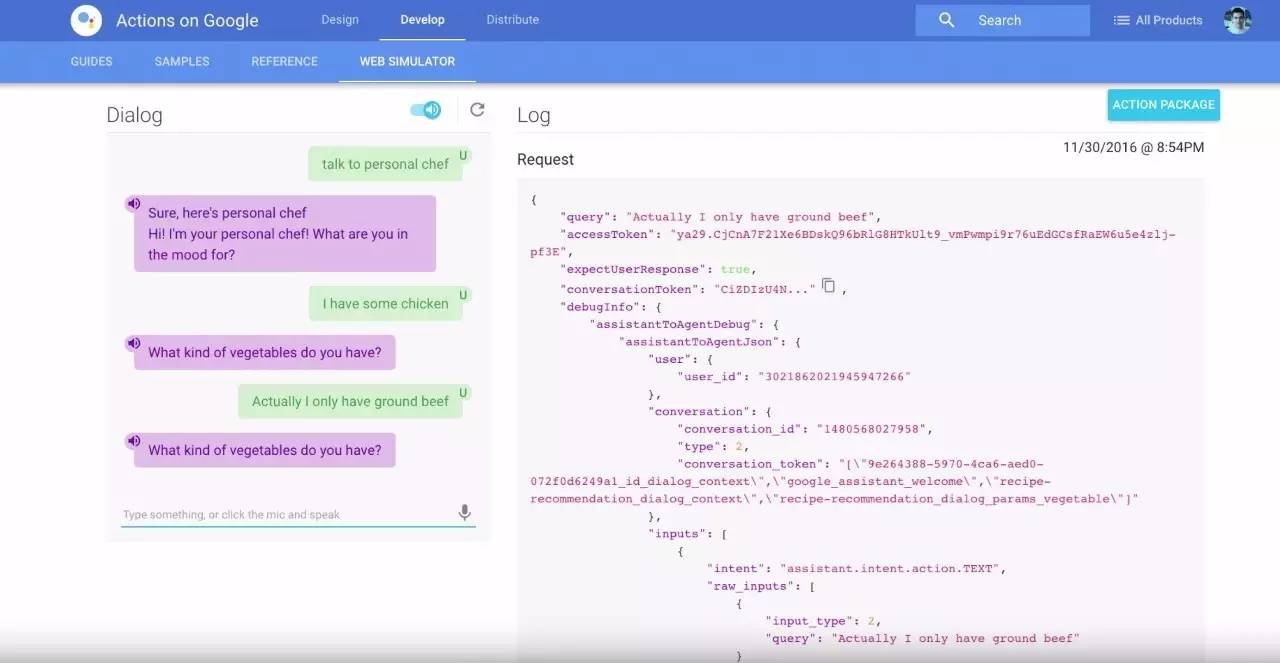 Actions on Google
Design
Develop
Distribute
Search
All Products
GUIDES
SAMPLES
REFERENCE
WEB SIMULATOR
Dialog
talk to personal chef
U
Sure, here's personal chef
Hi! I'm your personal chef! What are you in
the mood for?
I have some chicken
U
What kind of vegetables do you have?
Actually I only have ground beef
U
What kind of vegetables do you have?
Type something, or click the mic and speak
Log
ACTION PACKAGE
11/30/2016 @ 8:54PM
Request
{
"query": "Actually I only have ground beef",
"accessToken": "ya29.CjCnA7F21Xe6BDskQ96bRlG8HTkUlt9_vmPwmpi9r76uEdGCsfRaEW6u5e4zlj-
pf3E",
"expectUserResponse": true,
"conversationToken": "CiZDIzU4N..." ,
"debugInfo": {
"assistantToAgentDebug": {
"assistantToAgentJson": {
"user": {
"user_id": "3021862021945947266"
},
"conversation": {
"conversation_id": "1480568027958",
"type": 2,
"conversation_token": "[\"9e264388-5970-4ca6-aed0-
072f0d6249a1_id_dialog_context\",\"google_assistant_welcome\",\"recipe-
recommendation_dialog_context\",\"recipe-recommendation_dialog_params_vegetable\"]"
},
"inputs": [
{
"intent": "assistant.intent.action.TEXT",
"raw_inputs": [
{
"input_type": 2,
"query": "Actually I only have ground beef"
}